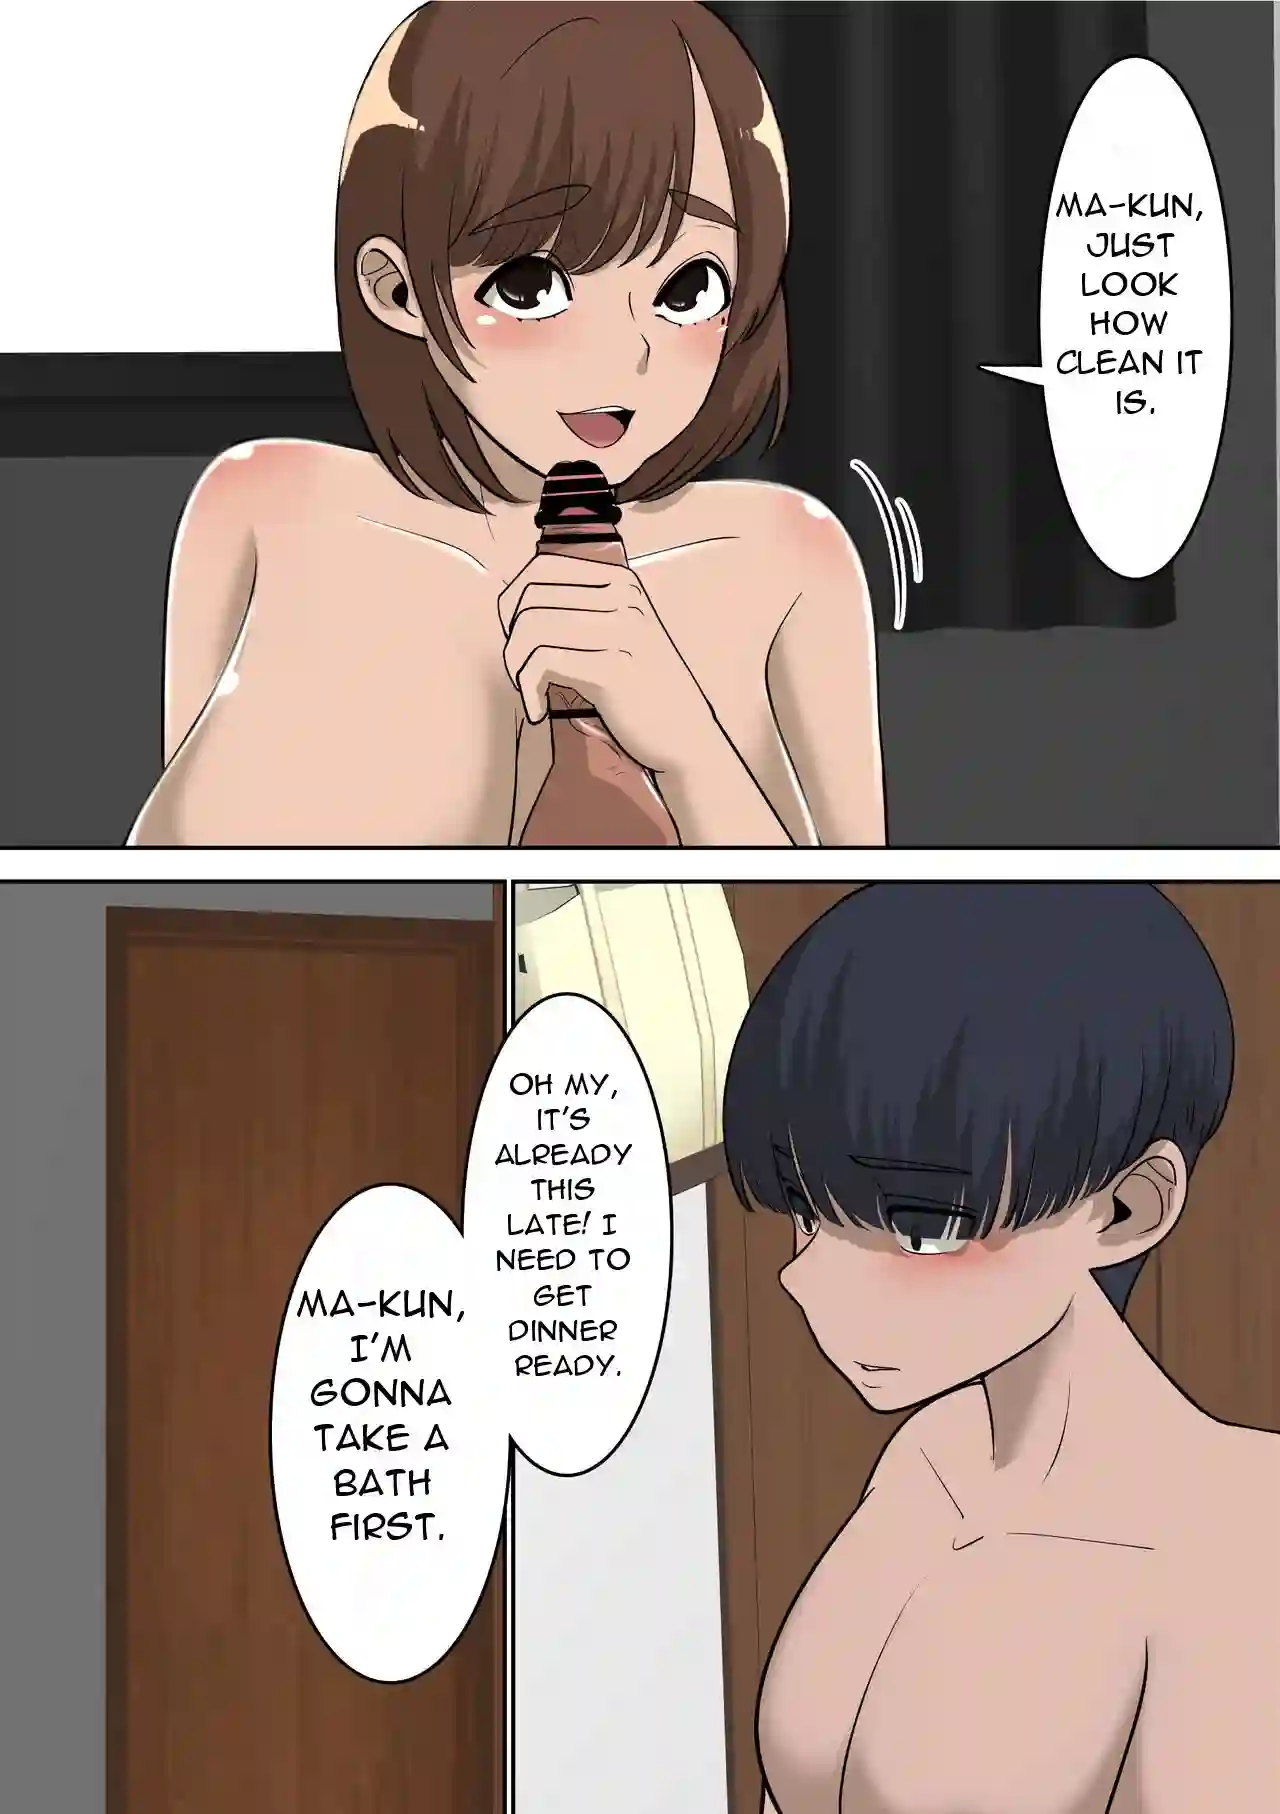 MA-KUN,
JUST
LOOK
HOW
CLEAN IT
IS.
OH MY,
IT'S
ALREADY
THIS
LATE! I
NEED TO
GET
DINNER
READY.
MA-KUN,
I'M
GONNA
TAKE A
BATH
FIRST.